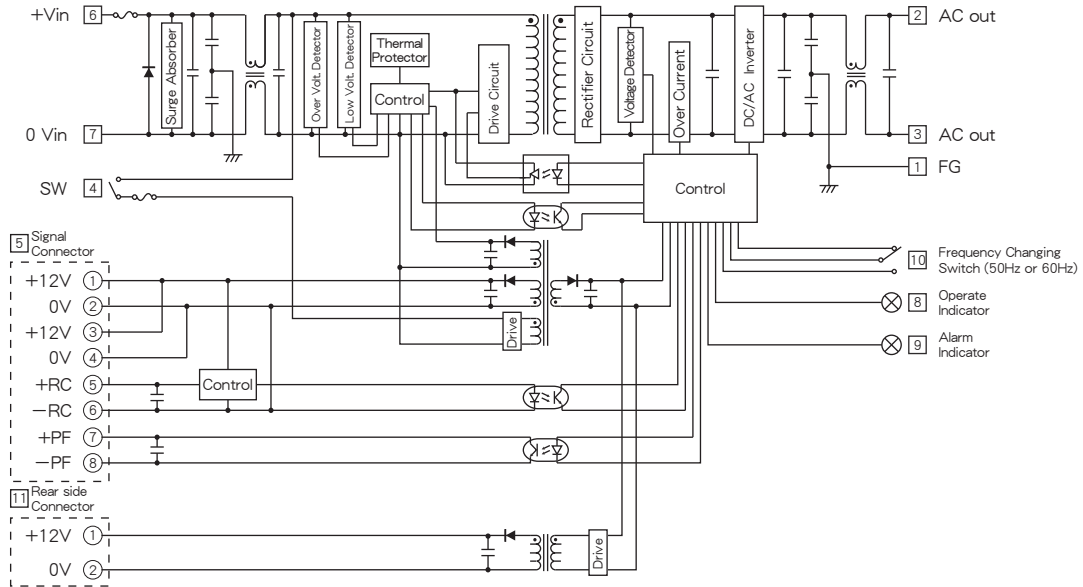 +Vin 6
0 Vin 7
SW 4
Surge Absorber
Over Volt. Detector
Low Volt. Detector
Thermal
Protector
Control
Drive Circuit
Rectifier Circuit
Voltage Detector
Over Current
DC/AC Inverter
2 AC out
3 AC out
1 FG
Control
10 Frequency Changing
Switch (50Hz or 60Hz)
8 Operate
Indicator
9 Alarm
Indicator
5 Signal
Connector
+12V 1
0V 2
+12V 3
0V 4
+RC 5
−RC 6
+PF 7
−PF 8
Control
Drive
11 Rear side
Connector
+12V 1
0V 2
Drive